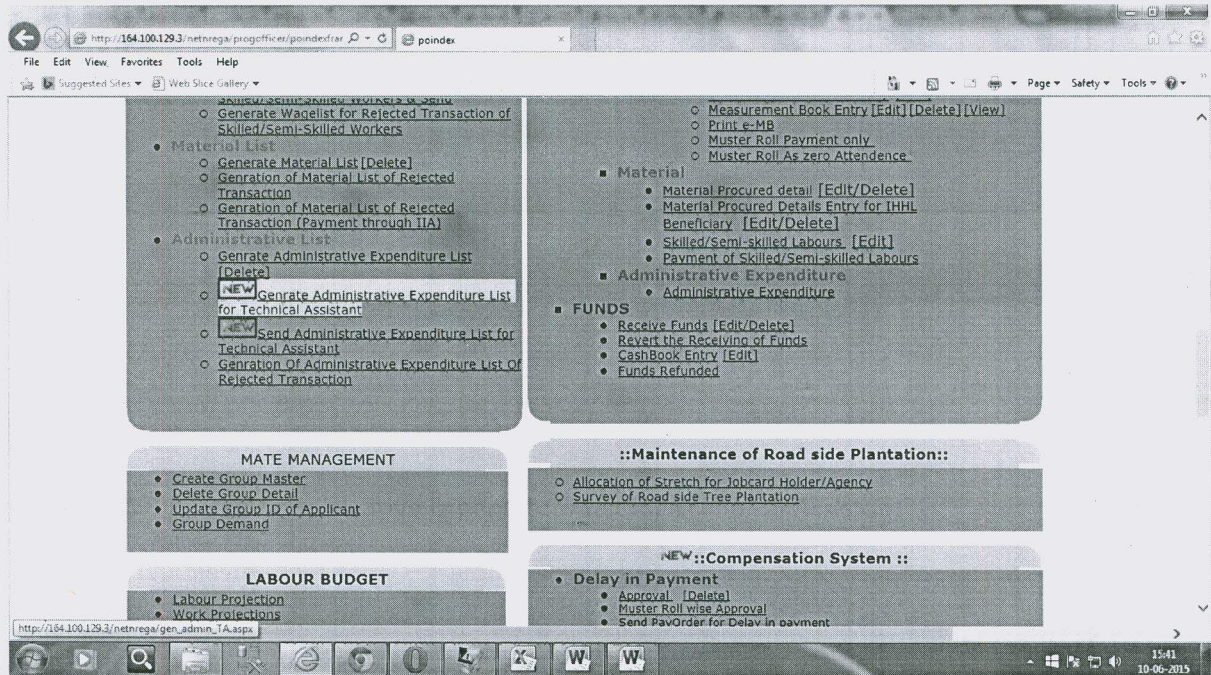 http://164.100.129.3/netnrega/progofficer/poindexfrar
poindex
File Edit View Favorites Tools Help
Suggested Sites Web Slice Gallery
Page Safety Tools
Skilled/Semi-Skilled Workers & Send
Generate Wagelist for Rejected Transaction of
Skilled/Semi-Skilled Workers
Material List
Generate Material List [Delete]
Genration of Material List of Rejected
Transaction
Genration of Material List of Rejected
Transaction (Payment through IIA)
Administrative List
Genrate Administrative Expenditure List
[Delete]
NEW Genrate Administrative Expenditure List
for Technical Assistant
NEW Send Administrative Expenditure List for
Technical Assistant
Genration Of Administrative Expenditure List Of
Rejected Transaction
Measurement Book Entry [Edit] [Delete] [View]
Print e-MB
Muster Roll Payment only
Muster Roll As zero Attendence
Material
Material Procured detail [Edit/Delete]
Material Procured Details Entry for IHHL
Beneficiary [Edit/Delete]
Skilled/Semi-skilled Labours [Edit]
Payment of Skilled/Semi-skilled Labours
Administrative Expenditure
Administrative Expenditure
FUNDS
Receive Funds [Edit/Delete]
Revert the Receiving of Funds
CashBook Entry [Edit]
Funds Refunded
MATE MANAGEMENT
Create Group Master
Delete Group Detail
Update Group ID of Applicant
Group Demand
::Maintenance of Road side Plantation::
Allocation of Stretch for Jobcard Holder/Agency
Survey of Road side Tree Plantation
LABOUR BUDGET
Labour Projection
Work Projections
NEW ::Compensation System ::
Delay in Payment
Approval [Delete]
Muster Roll wise Approval
Send PayOrder for Delay in payment
http://164.100.129.3/netnrega/gen_admin_TA.aspx
15:41
10-06-2015